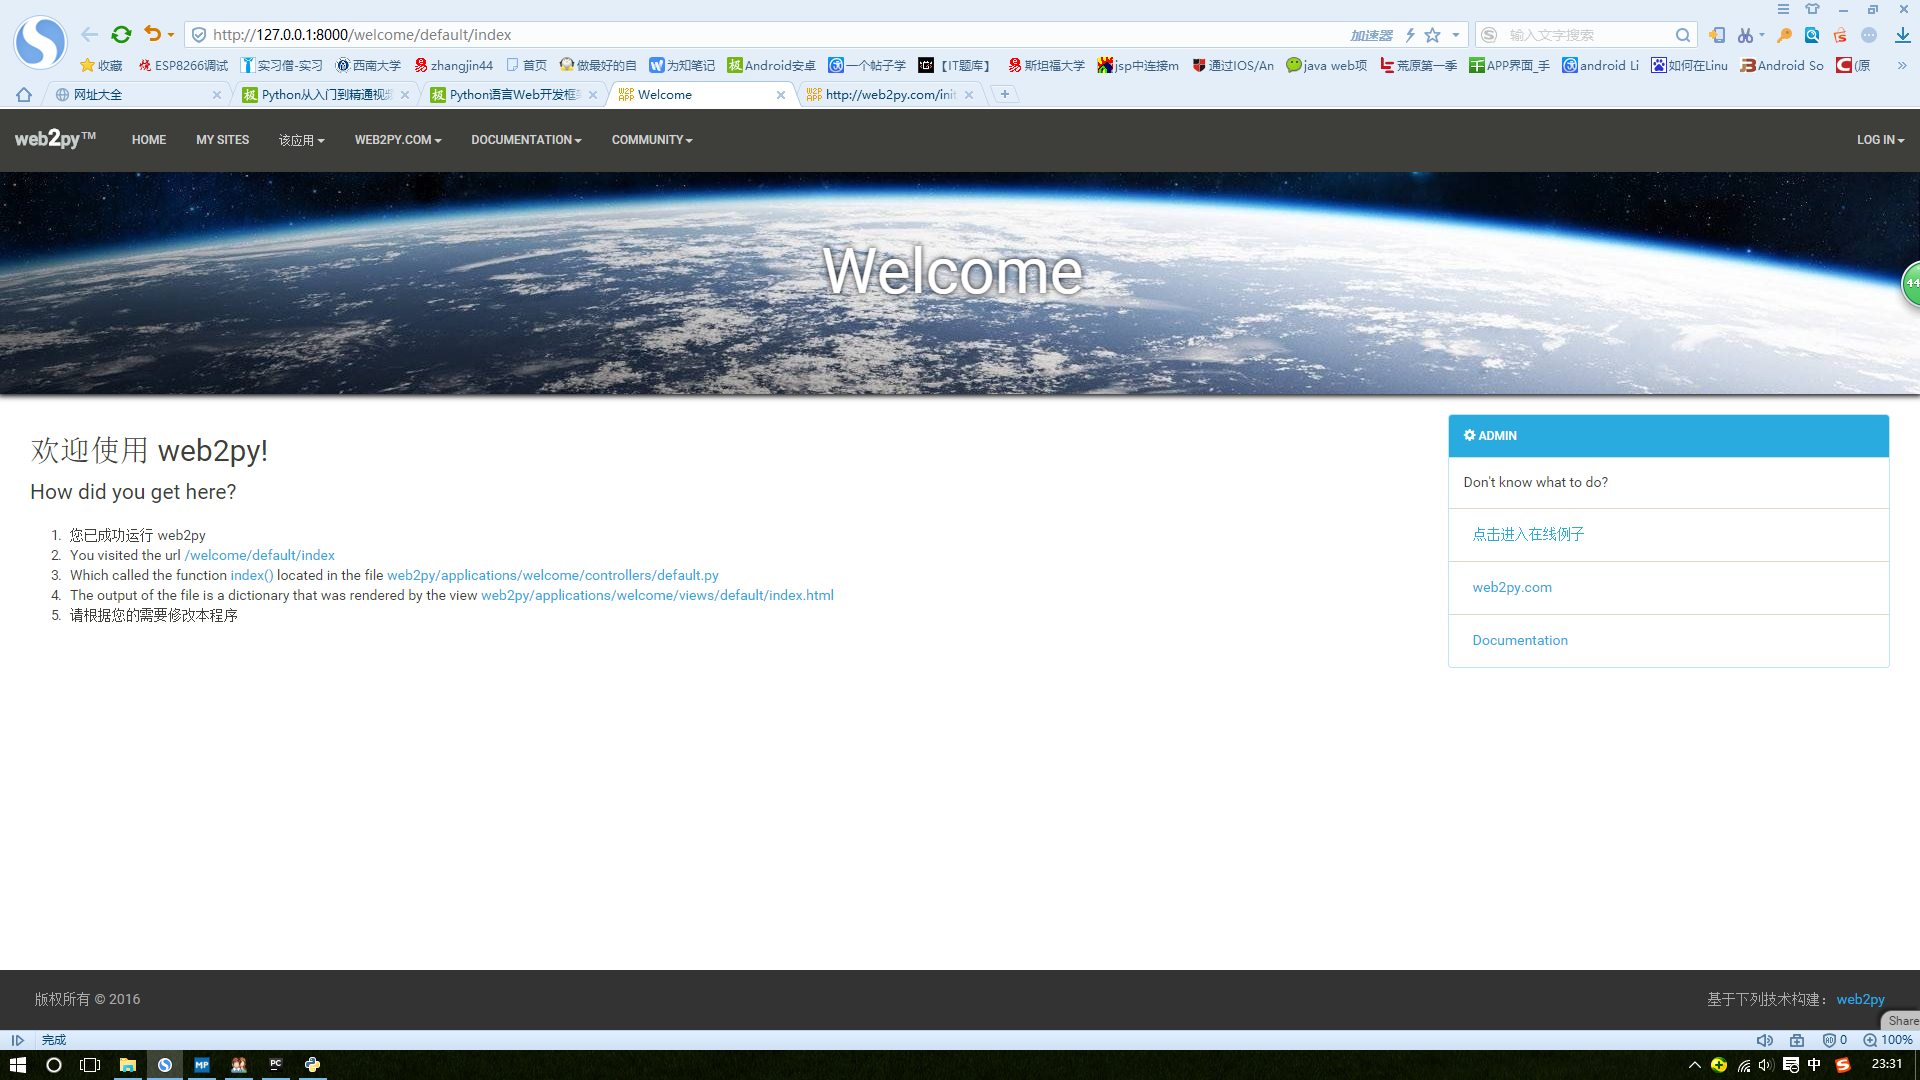 http://127.0.0.1:8000/welcome/default/index
加速器
输入文字搜索
收藏 ESP8266调试 实习僧-实习 西南大学 zhangjin44 首页 做最好的自 为知笔记 Android安卓 一个帖子学 【IT题库】 斯坦福大学 jsp中连接m 通过IOS/An java web项 荒原第一季 APP界面_手 android Li 如何在Linu Android So (原
网址大全 Python从入门到精通视频 Python语言Web开发框架 Welcome http://web2py.com/init
web2py™ HOME MY SITES 该应用 WEB2PY.COM DOCUMENTATION COMMUNITY LOG IN
Welcome
44
欢迎使用 web2py!
How did you get here?
1. 您已成功运行 web2py
2. You visited the url /welcome/default/index
3. Which called the function index() located in the file web2py/applications/welcome/controllers/default.py
4. The output of the file is a dictionary that was rendered by the view web2py/applications/welcome/views/default/index.html
5. 请根据您的需要修改本程序
ADMIN
Don't know what to do?
点击进入在线例子
web2py.com
Documentation
版权所有 © 2016
基于下列技术构建： web2py
Share
完成
0 100%
中 23:31